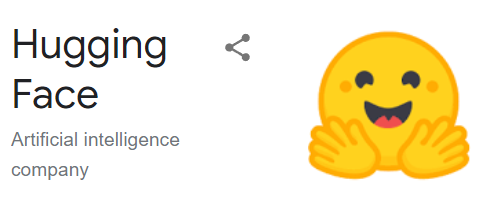 Hugging
Face
Artificial intelligence
company